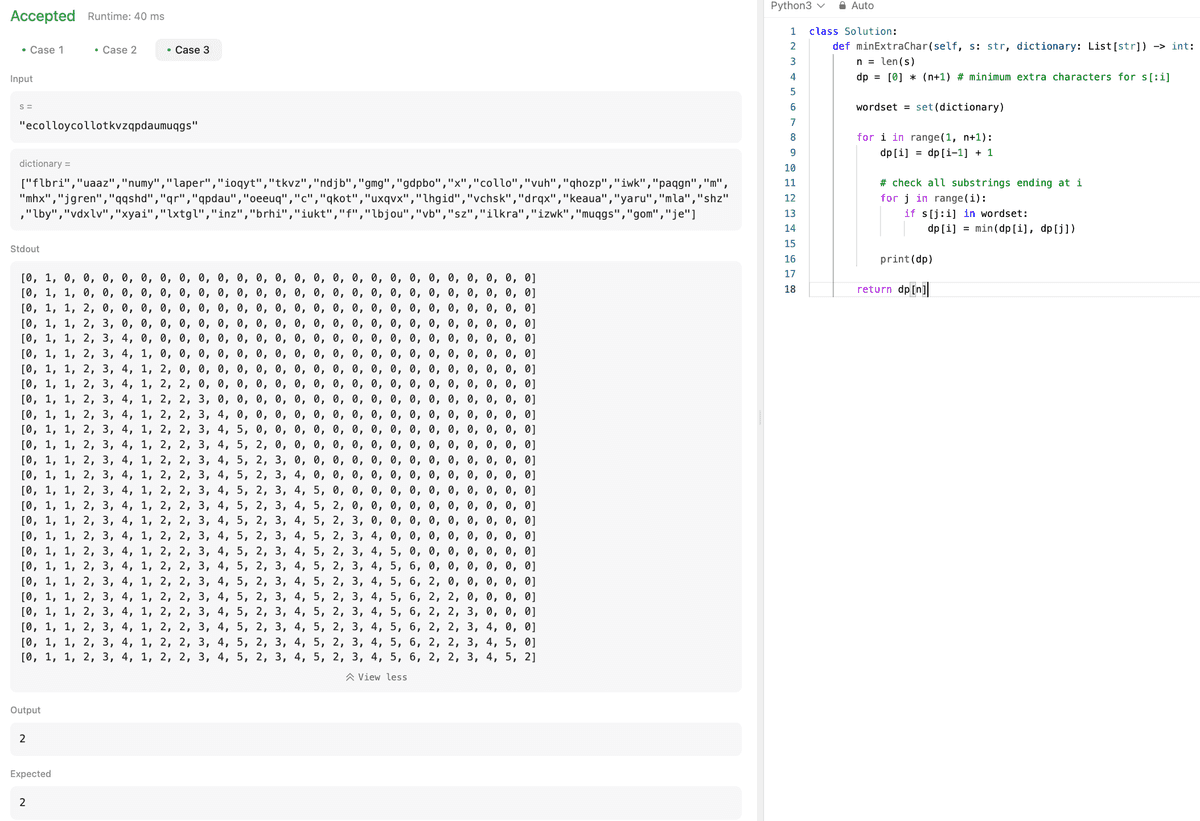 Accepted Runtime: 40 ms
• Case 1 • Case 2 • Case 3
Input
s =
"ecolloycollotkvzqpdaumuqgs"
dictionary =
["flbri","uaaz","numy","laper","ioqyt","tkvz","ndjb","gmg","gdpbo","x","collo","vuh","qhozp","iwk","paqgn","m",
"mhx","jgren","qqshd","qr","qpdau","oeeuq","c","qkot","uxqvx","lhgid","vchsk","drqx","keaua","yaru","mla","shz"
,"lby","vdxlv","xyai","lxtgl","inz","brhi","iukt","f","lbjou","vb","sz","ilkra","izwk","muqgs","gom","je"]
Stdout
[0, 1, 0, 0, 0, 0, 0, 0, 0, 0, 0, 0, 0, 0, 0, 0, 0, 0, 0, 0, 0, 0, 0, 0, 0, 0, 0]
[0, 1, 1, 0, 0, 0, 0, 0, 0, 0, 0, 0, 0, 0, 0, 0, 0, 0, 0, 0, 0, 0, 0, 0, 0, 0, 0]
[0, 1, 1, 2, 0, 0, 0, 0, 0, 0, 0, 0, 0, 0, 0, 0, 0, 0, 0, 0, 0, 0, 0, 0, 0, 0, 0]
[0, 1, 1, 2, 3, 0, 0, 0, 0, 0, 0, 0, 0, 0, 0, 0, 0, 0, 0, 0, 0, 0, 0, 0, 0, 0, 0]
[0, 1, 1, 2, 3, 4, 0, 0, 0, 0, 0, 0, 0, 0, 0, 0, 0, 0, 0, 0, 0, 0, 0, 0, 0, 0, 0]
[0, 1, 1, 2, 3, 4, 1, 0, 0, 0, 0, 0, 0, 0, 0, 0, 0, 0, 0, 0, 0, 0, 0, 0, 0, 0, 0]
[0, 1, 1, 2, 3, 4, 1, 2, 0, 0, 0, 0, 0, 0, 0, 0, 0, 0, 0, 0, 0, 0, 0, 0, 0, 0, 0]
[0, 1, 1, 2, 3, 4, 1, 2, 2, 0, 0, 0, 0, 0, 0, 0, 0, 0, 0, 0, 0, 0, 0, 0, 0, 0, 0]
[0, 1, 1, 2, 3, 4, 1, 2, 2, 3, 0, 0, 0, 0, 0, 0, 0, 0, 0, 0, 0, 0, 0, 0, 0, 0, 0]
[0, 1, 1, 2, 3, 4, 1, 2, 2, 3, 4, 0, 0, 0, 0, 0, 0, 0, 0, 0, 0, 0, 0, 0, 0, 0, 0]
[0, 1, 1, 2, 3, 4, 1, 2, 2, 3, 4, 5, 0, 0, 0, 0, 0, 0, 0, 0, 0, 0, 0, 0, 0, 0, 0]
[0, 1, 1, 2, 3, 4, 1, 2, 2, 3, 4, 5, 2, 0, 0, 0, 0, 0, 0, 0, 0, 0, 0, 0, 0, 0, 0]
[0, 1, 1, 2, 3, 4, 1, 2, 2, 3, 4, 5, 2, 3, 0, 0, 0, 0, 0, 0, 0, 0, 0, 0, 0, 0, 0]
[0, 1, 1, 2, 3, 4, 1, 2, 2, 3, 4, 5, 2, 3, 4, 0, 0, 0, 0, 0, 0, 0, 0, 0, 0, 0, 0]
[0, 1, 1, 2, 3, 4, 1, 2, 2, 3, 4, 5, 2, 3, 4, 5, 0, 0, 0, 0, 0, 0, 0, 0, 0, 0, 0]
[0, 1, 1, 2, 3, 4, 1, 2, 2, 3, 4, 5, 2, 3, 4, 5, 2, 0, 0, 0, 0, 0, 0, 0, 0, 0, 0]
[0, 1, 1, 2, 3, 4, 1, 2, 2, 3, 4, 5, 2, 3, 4, 5, 2, 3, 0, 0, 0, 0, 0, 0, 0, 0, 0]
[0, 1, 1, 2, 3, 4, 1, 2, 2, 3, 4, 5, 2, 3, 4, 5, 2, 3, 4, 0, 0, 0, 0, 0, 0, 0, 0]
[0, 1, 1, 2, 3, 4, 1, 2, 2, 3, 4, 5, 2, 3, 4, 5, 2, 3, 4, 5, 0, 0, 0, 0, 0, 0, 0]
[0, 1, 1, 2, 3, 4, 1, 2, 2, 3, 4, 5, 2, 3, 4, 5, 2, 3, 4, 5, 6, 0, 0, 0, 0, 0, 0]
[0, 1, 1, 2, 3, 4, 1, 2, 2, 3, 4, 5, 2, 3, 4, 5, 2, 3, 4, 5, 6, 2, 0, 0, 0, 0, 0]
[0, 1, 1, 2, 3, 4, 1, 2, 2, 3, 4, 5, 2, 3, 4, 5, 2, 3, 4, 5, 6, 2, 2, 0, 0, 0, 0]
[0, 1, 1, 2, 3, 4, 1, 2, 2, 3, 4, 5, 2, 3, 4, 5, 2, 3, 4, 5, 6, 2, 2, 3, 0, 0, 0]
[0, 1, 1, 2, 3, 4, 1, 2, 2, 3, 4, 5, 2, 3, 4, 5, 2, 3, 4, 5, 6, 2, 2, 3, 4, 0, 0]
[0, 1, 1, 2, 3, 4, 1, 2, 2, 3, 4, 5, 2, 3, 4, 5, 2, 3, 4, 5, 6, 2, 2, 3, 4, 5, 0]
[0, 1, 1, 2, 3, 4, 1, 2, 2, 3, 4, 5, 2, 3, 4, 5, 2, 3, 4, 5, 6, 2, 2, 3, 4, 5, 2]
View less
Output
2
Expected
2
Python3 Auto
1 class Solution:
2     def minExtraChar(self, s: str, dictionary: List[str]) -> int:
3         n = len(s)
4         dp = [0] * (n+1) # minimum extra characters for s[:i]
5
6         wordset = set(dictionary)
7
8         for i in range(1, n+1):
9             dp[i] = dp[i-1] + 1
10
11             # check all substrings ending at i
12             for j in range(i):
13                 if s[j:i] in wordset:
14                     dp[i] = min(dp[i], dp[j])
15
16             print(dp)
17
18         return dp[n]